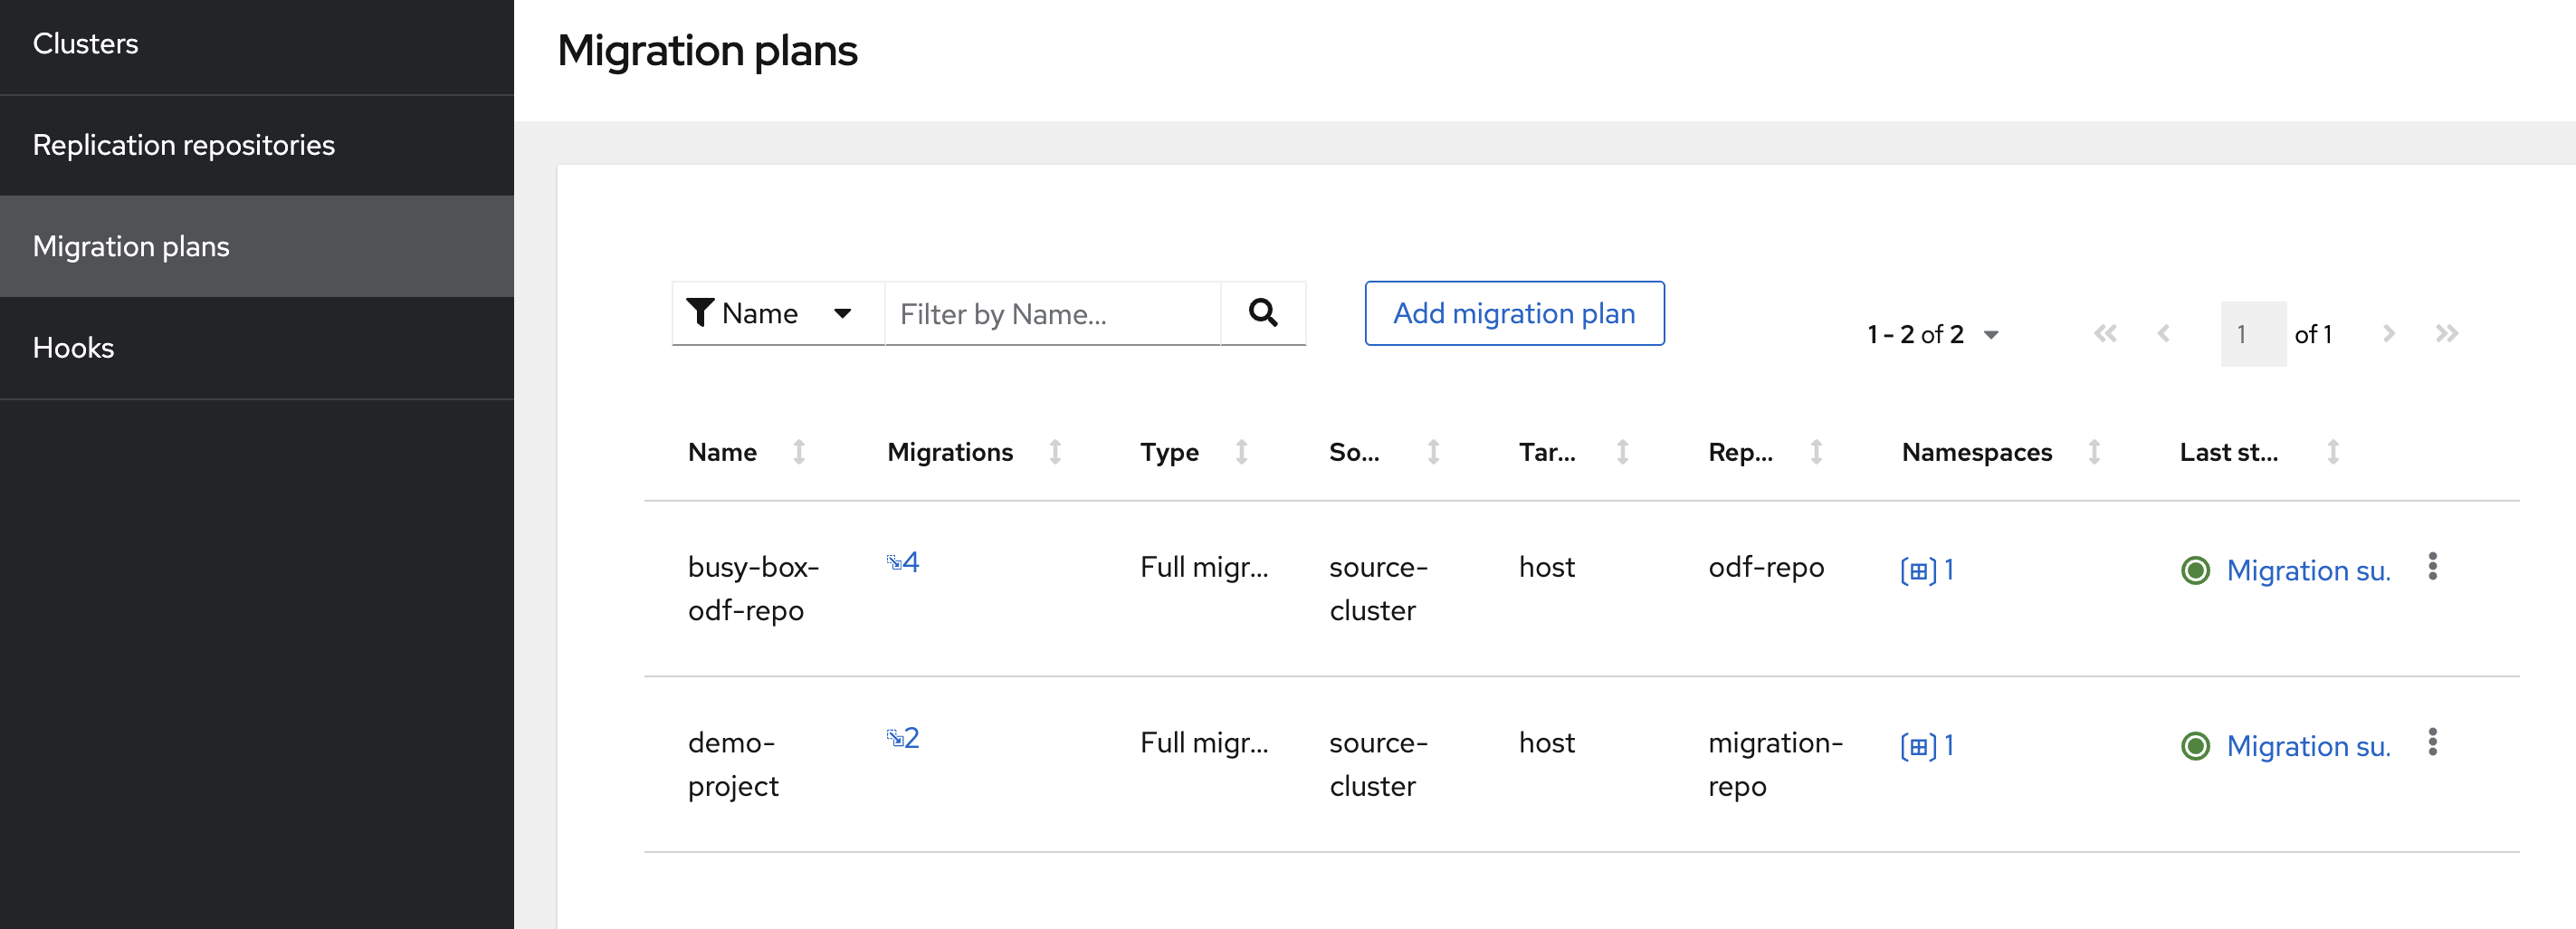 Clusters
Replication repositories
Migration plans
Hooks
Migration plans
Name Filter by Name... Add migration plan 1 - 2 of 2 1 of 1
Name Migrations Type So... Tar... Rep... Namespaces Last st...
busy-box- 4 Full migr... source- host odf-repo 1 Migration su.
odf-repo cluster
demo- 2 Full migr... source- host migration- 1 Migration su.
project cluster repo